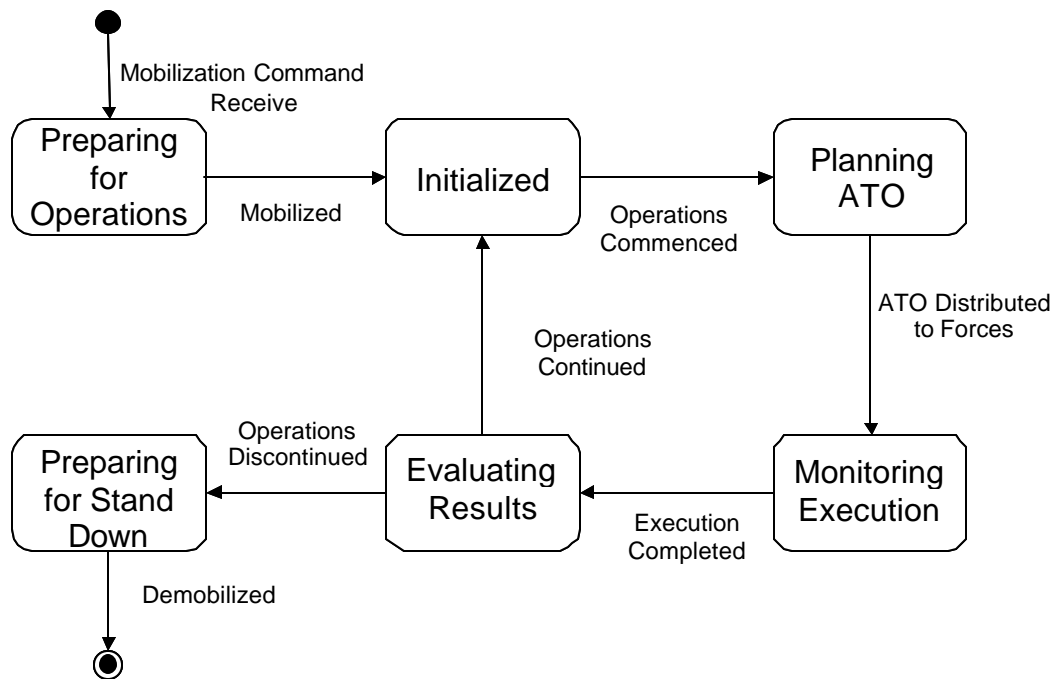 Mobilization Command
Receive
Preparing
for
Operations
Mobilized
Initialized
Operations
Commenced
Planning
ATO
ATO Distributed
to Forces
Operations
Continued
Monitoring
Execution
Execution
Completed
Evaluating
Results
Operations
Discontinued
Preparing
for Stand
Down
Demobilized